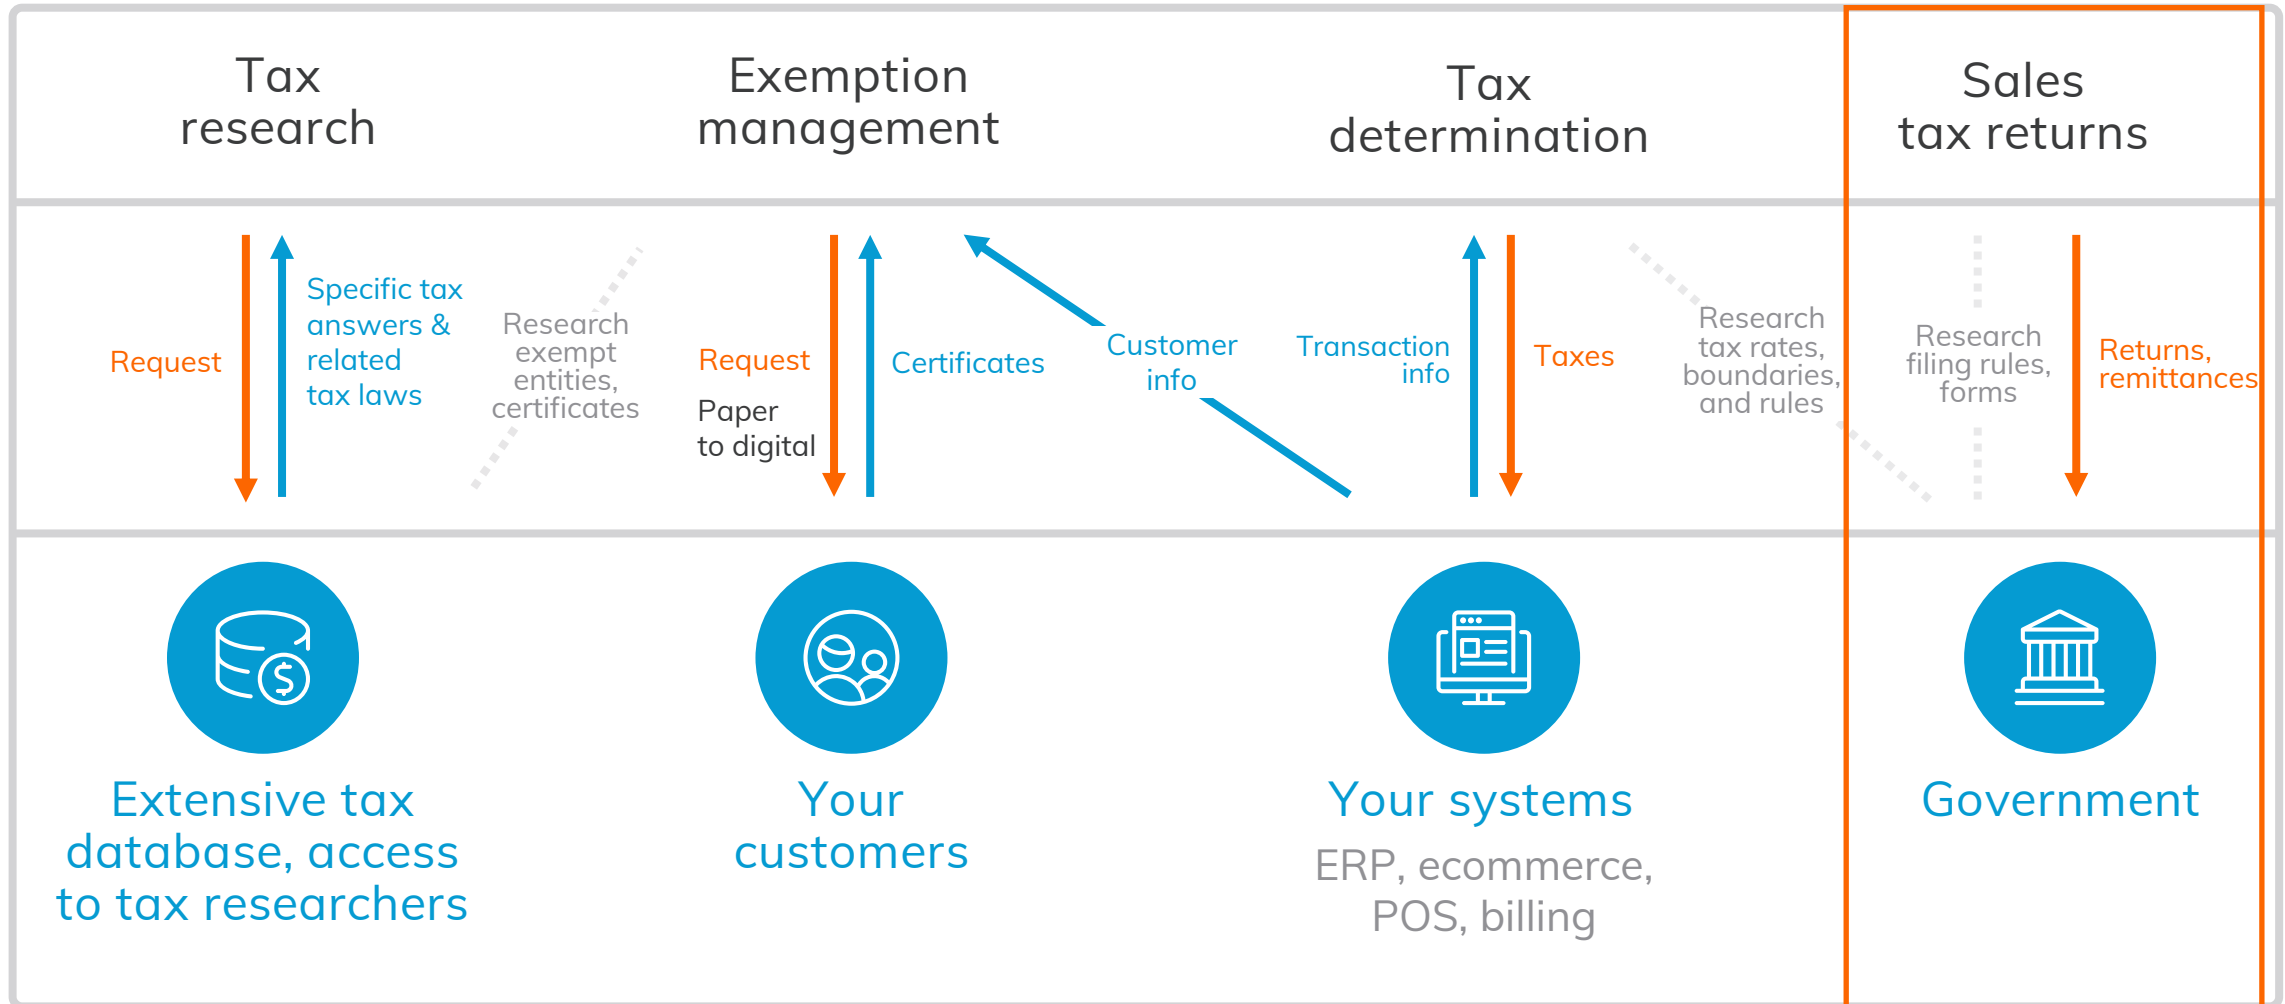 Tax
research
Exemption
management
Tax
determination
Sales
tax returns
Request
Specific tax
answers &
related
tax laws
Research
exempt
entities,
certificates
Request
Paper
to digital
Certificates
Customer
info
Transaction
info
Taxes
Research
tax rates,
boundaries,
and rules
Research
filing rules,
forms
Returns,
remittances
$
Extensive tax
database, access
to tax researchers
Your
customers
Your systems
ERP, ecommerce,
POS, billing
Government